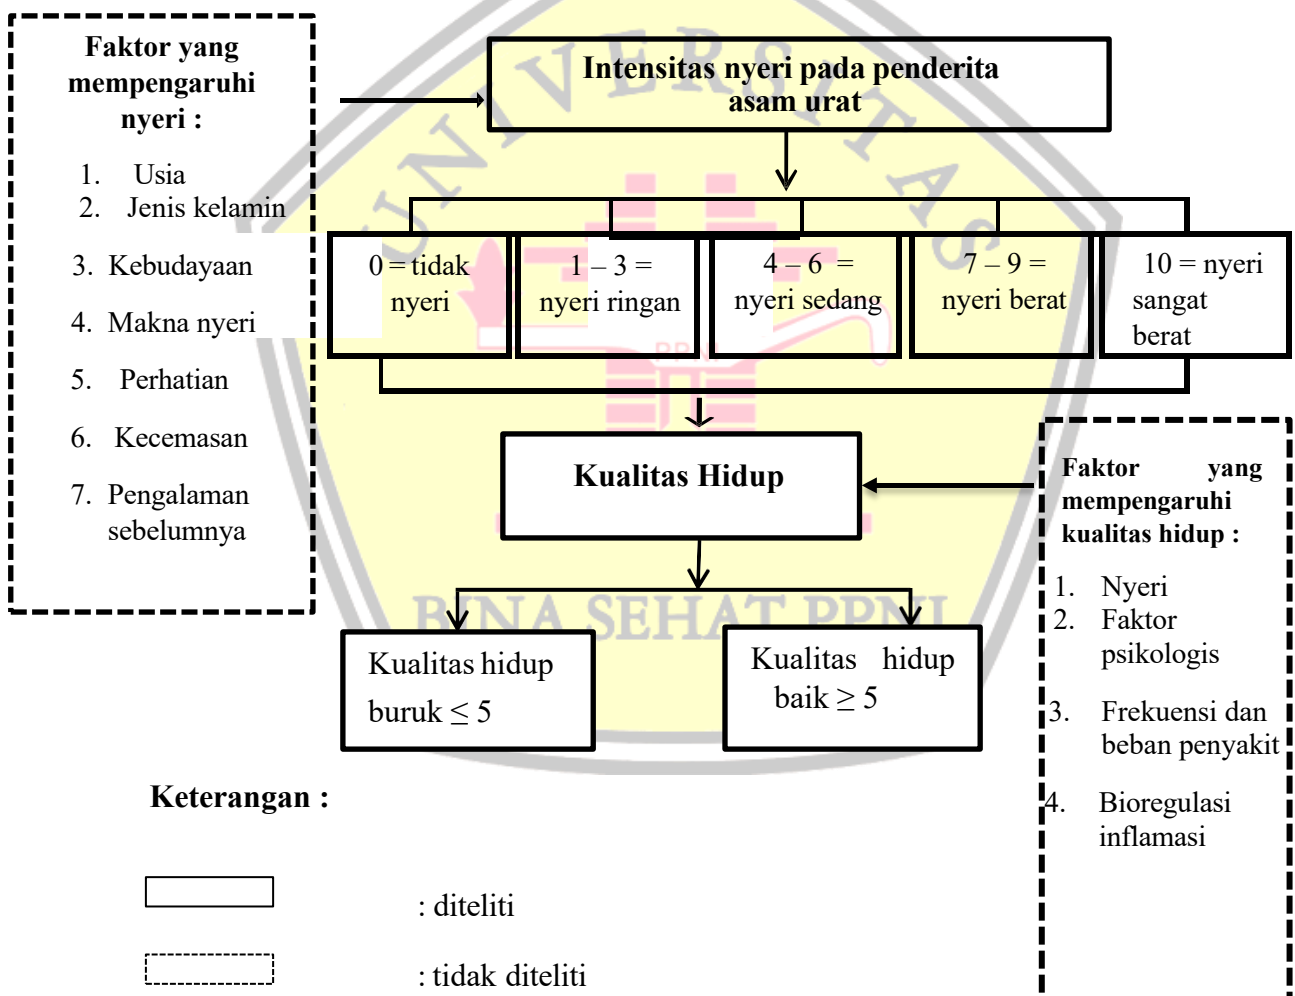 Faktor yang
mempengaruhi
nyeri :
1. Usia
2. Jenis kelamin
3. Kebudayaan
4. Makna nyeri
5. Perhatian
6. Kecemasan
7. Pengalaman
sebelumnya
Intensitas nyeri pada penderita
asam urat
0 = tidak
nyeri
1 – 3 =
nyeri ringan
4 – 6 =
nyeri sedang
7 – 9 =
nyeri berat
10 = nyeri
sangat
berat
Kualitas Hidup
Faktor yang
mempengaruhi
kualitas hidup :
1. Nyeri
2. Faktor
psikologis
3. Frekuensi dan
beban penyakit
4. Bioregulasi
inflamasi
Kualitas hidup
buruk ≤ 5
Kualitas hidup
baik ≥ 5
Keterangan :
: diteliti
: tidak diteliti
UNIVERSITAS
PPNI
BINA SEHAT PPNI